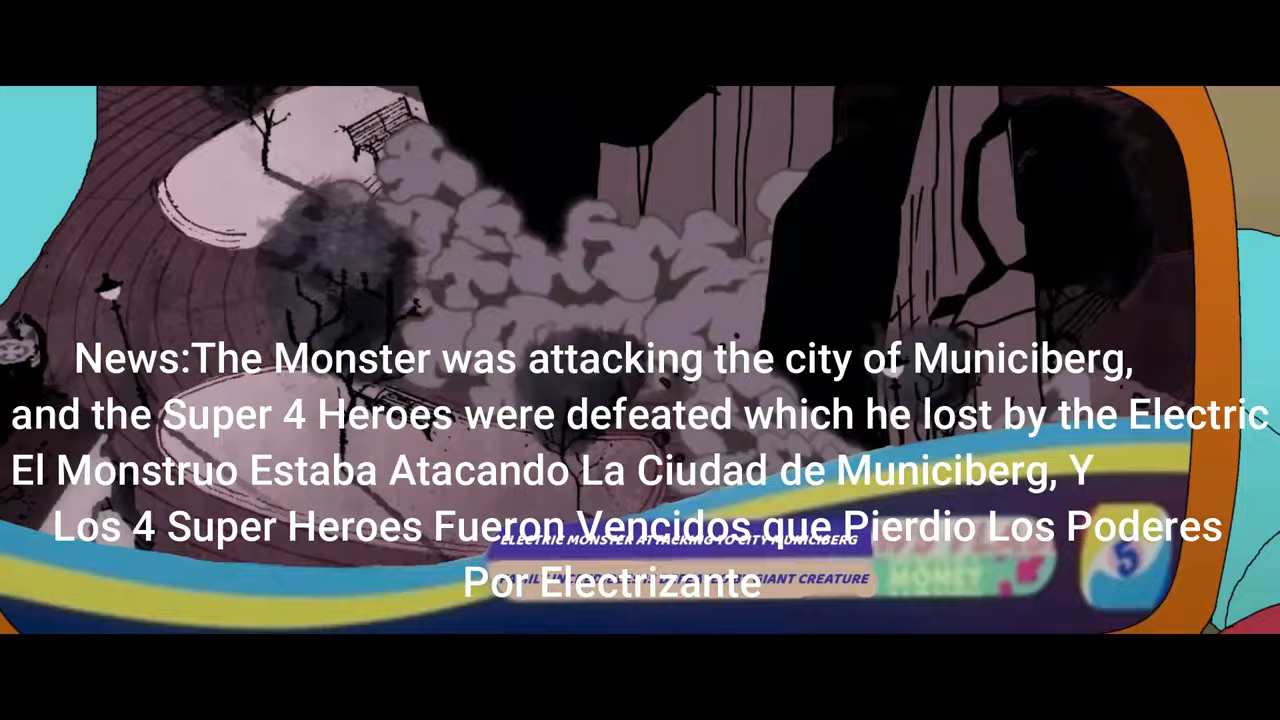 News:The Monster was attacking the city of Municiberg,
and the Super 4 Heroes were defeated which he lost by the Electric
El Monstruo Estaba Atacando La Ciudad de Municiberg, Y
Los 4 Super Heroes Fueron Vencidos que Pierdio Los Poderes
ELECTRIC MONSTER ATTACKING TO CITY MUNICIBERG
Por Electrizante
GIANT CREATURE
MONEY
5